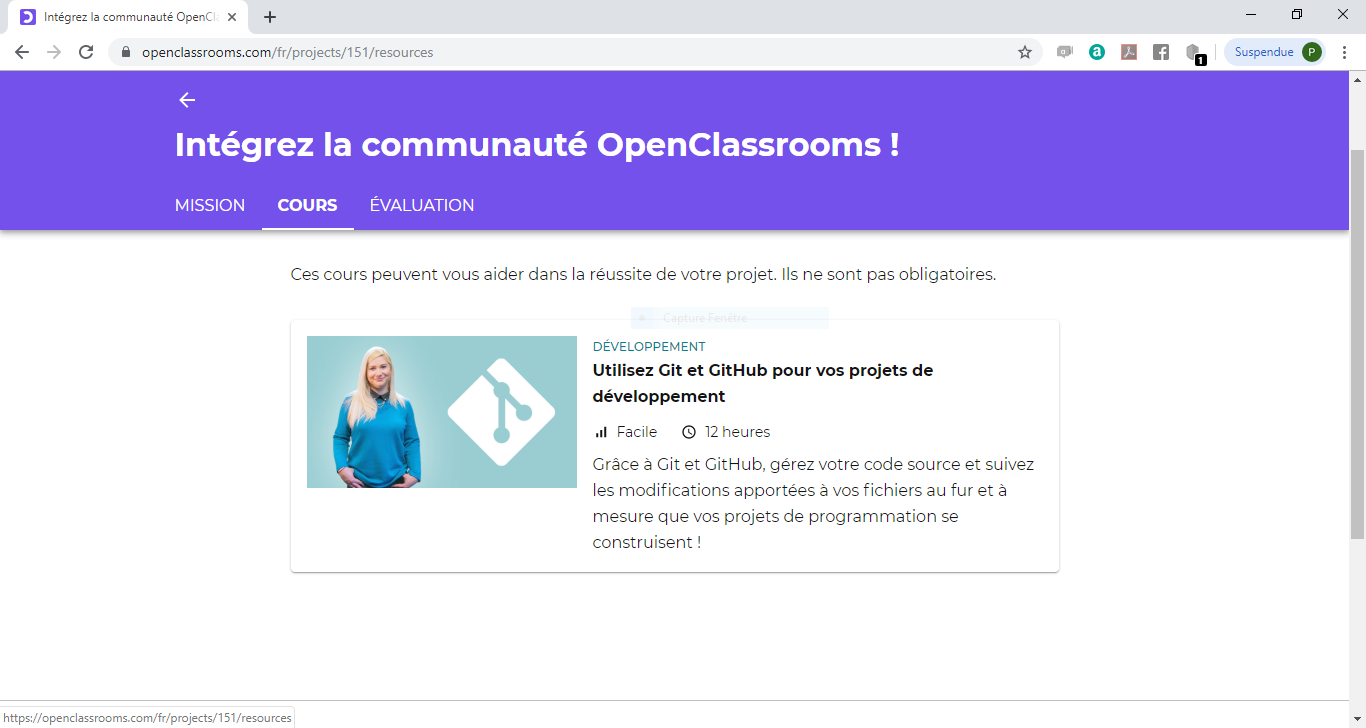 Intégrez la communauté OpenCla
openclassrooms.com/fr/projects/151/resources
1
Suspendue
P
Intégrez la communauté OpenClassrooms !
MISSION
COURS
ÉVALUATION
Ces cours peuvent vous aider dans la réussite de votre projet. Ils ne sont pas obligatoires.
Capture Fenêtre
DÉVELOPPEMENT
Utilisez Git et GitHub pour vos projets de
développement
Facile
12 heures
Grâce à Git et GitHub, gérez votre code source et suivez
les modifications apportées à vos fichiers au fur et à
mesure que vos projets de programmation se
construisent !
https://openclassrooms.com/fr/projects/151/resources